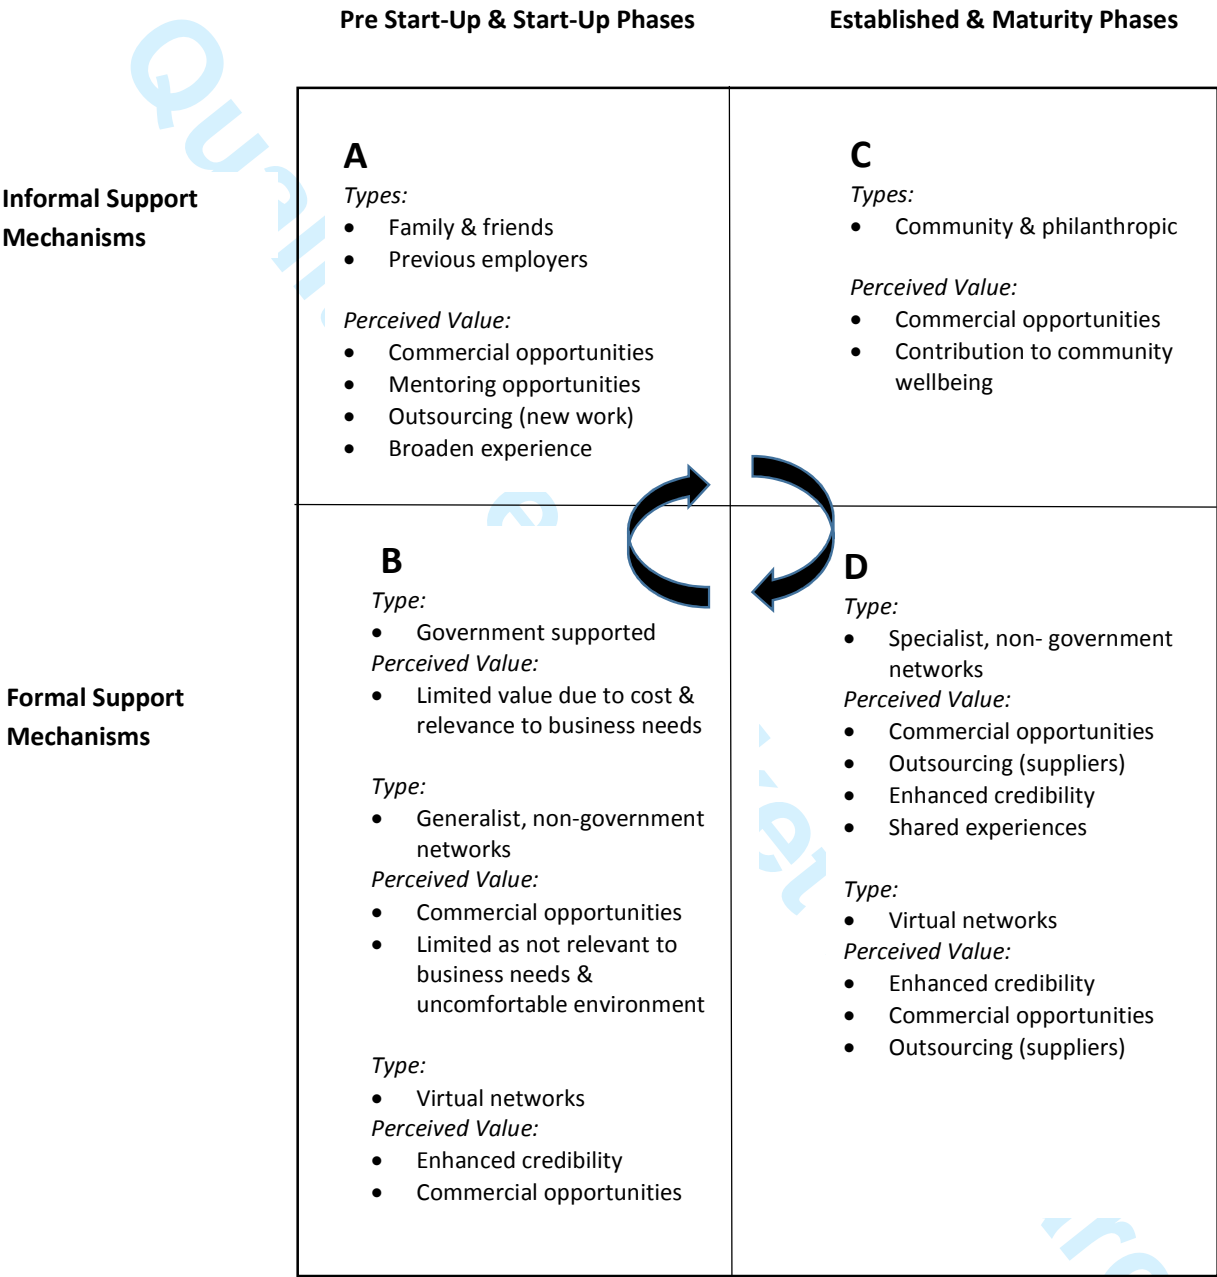 Pre Start-Up & Start-Up Phases
Established & Maturity Phases
Informal Support
Mechanisms
A
Types:
• Family & friends
• Previous employers
Perceived Value:
• Commercial opportunities
• Mentoring opportunities
• Outsourcing (new work)
• Broaden experience
C
Types:
• Community & philanthropic
Perceived Value:
• Commercial opportunities
• Contribution to community
wellbeing
Formal Support
Mechanisms
B
Type:
• Government supported
Perceived Value:
• Limited value due to cost &
relevance to business needs
Type:
• Generalist, non-government
networks
Perceived Value:
• Commercial opportunities
• Limited as not relevant to
business needs &
uncomfortable environment
Type:
• Virtual networks
Perceived Value:
• Enhanced credibility
• Commercial opportunities
D
Type:
• Specialist, non- government
networks
Perceived Value:
• Commercial opportunities
• Outsourcing (suppliers)
• Enhanced credibility
• Shared experiences
Type:
• Virtual networks
Perceived Value:
• Enhanced credibility
• Commercial opportunities
• Outsourcing (suppliers)